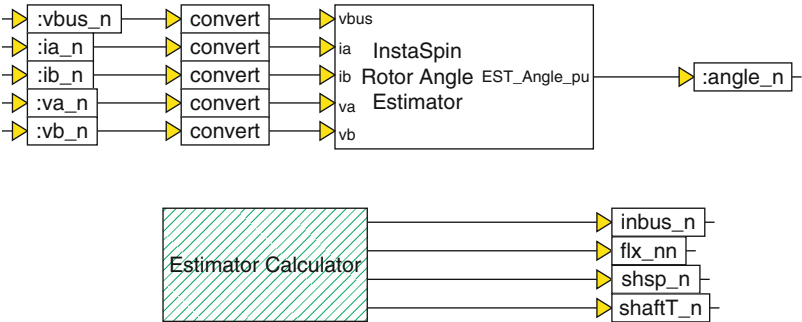 :vbus_n convert vbus
:ia_n convert ia InstaSpin
:ib_n convert ib Rotor Angle EST_Angle_pu :angle_n
:va_n convert va Estimator
:vb_n convert vb
inbus_n
flx_nn
Estimator Calculator
shsp_n
shaftT_n